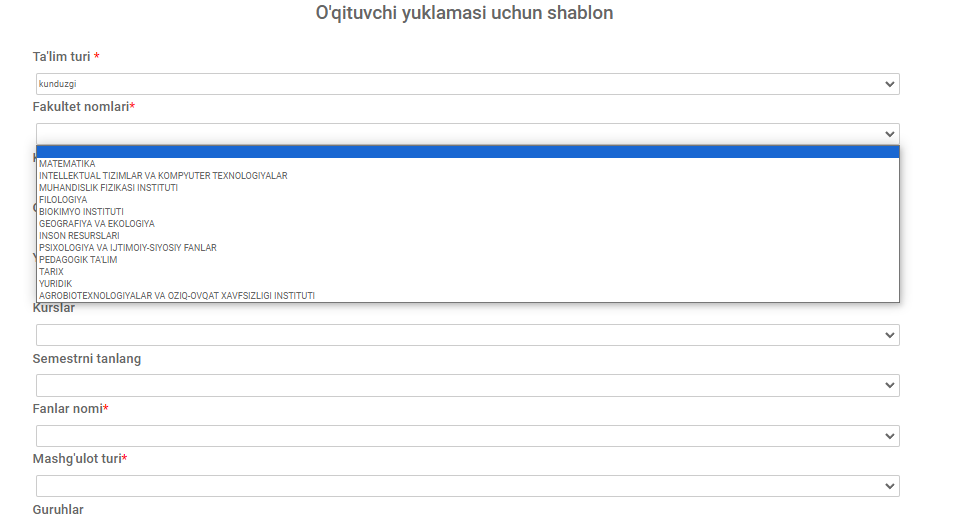 O'qituvchi yuklamasi uchun shablon
Ta'lim turi *
kunduzgi
Fakultet nomlari*
MATEMATIKA
INTELLEKTUAL TIZIMLAR VA KOMPYUTER TEXNOLOGIYALAR
MUHANDISLIK FIZIKASI INSTITUTI
FILOLOGIYA
BIOKIMYO INSTITUTI
GEOGRAFIYA VA EKOLOGIYA
INSON RESURSLARI
PSIXOLOGIYA VA IJTIMOIY-SIYOSIY FANLAR
PEDAGOGIK TA'LIM
TARIX
YURIDIK
AGROBIOTEXNOLOGIYALAR VA OZIQ-OVQAT XAVFSIZLIGI INSTITUTI
Kurslar
Semestrni tanlang
Fanlar nomi*
Mashg'ulot turi*
Guruhlar